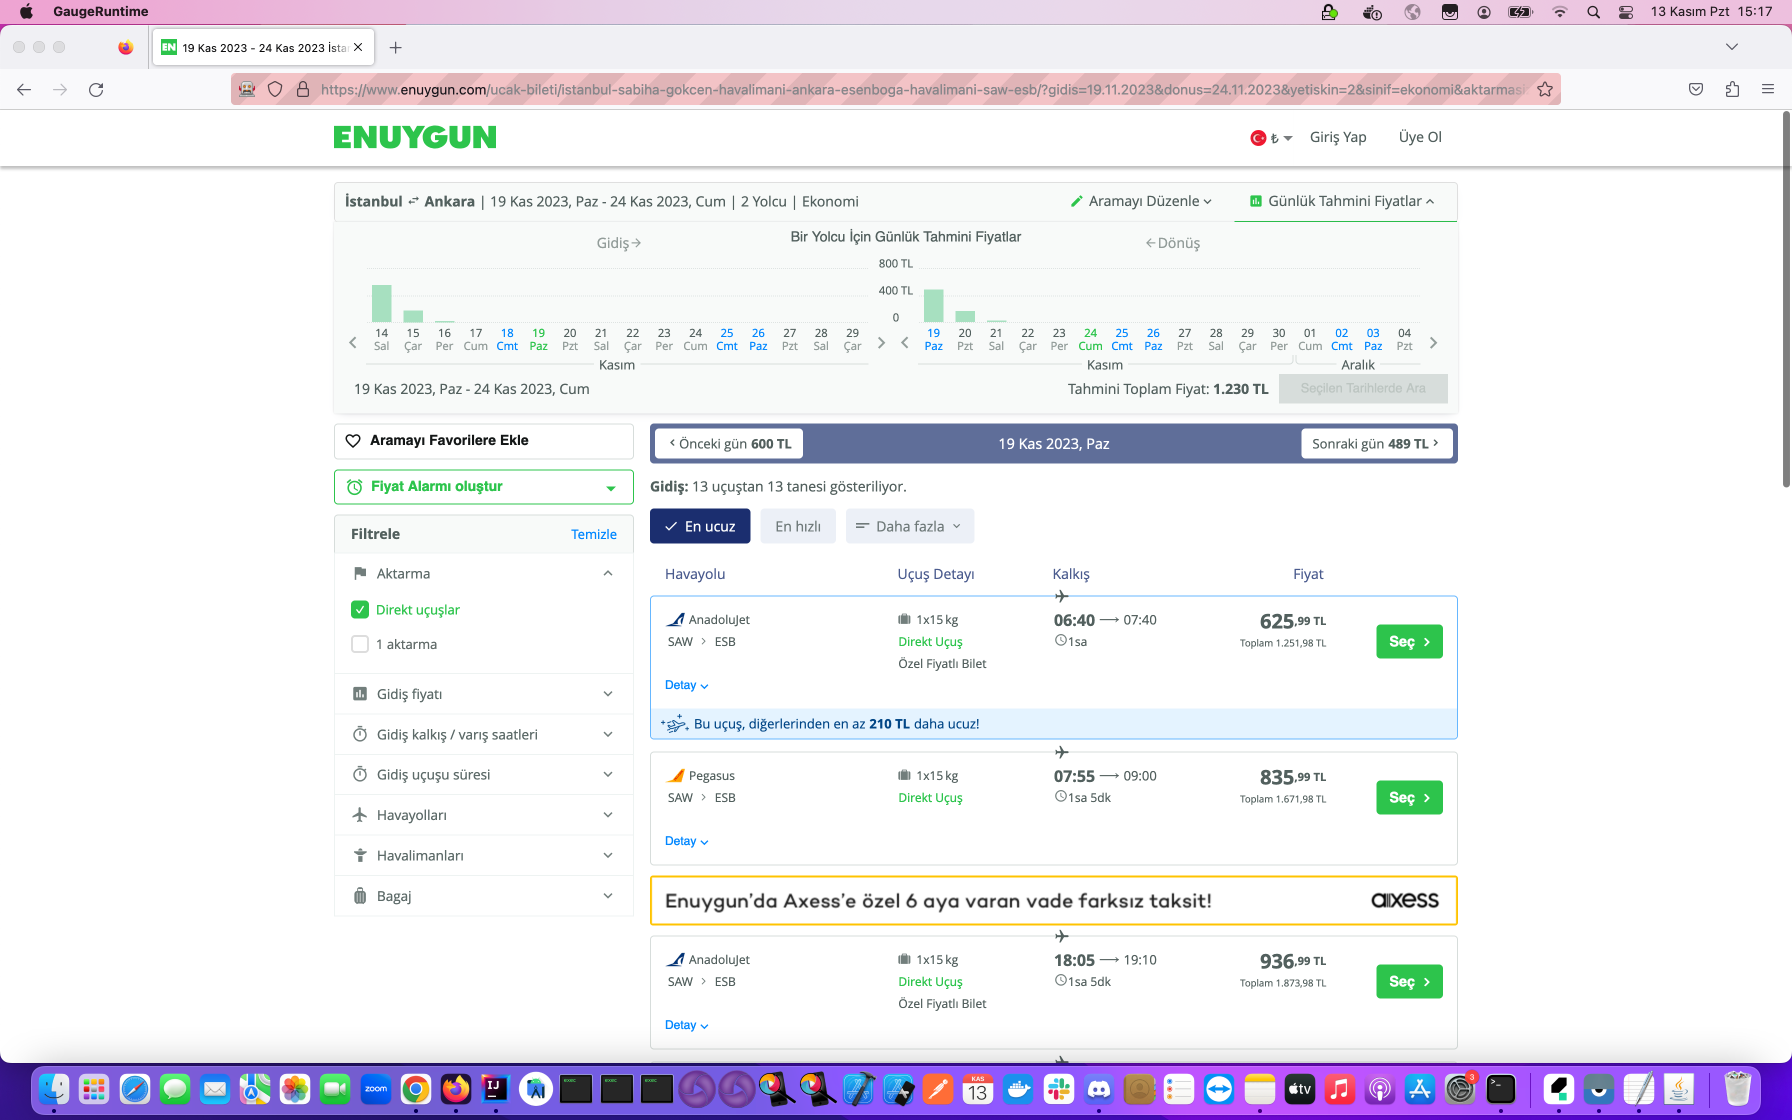 GaugeRuntime
13 Kasım Pzt 15:17
EN 19 Kas 2023 - 24 Kas 2023 İsta
https://www.enuygun.com/ucak-bileti/istanbul-sabiha-gokcen-havalimani-ankara-esenboga-havalimani-saw-esb/?gidis=19.11.2023&donus=24.11.2023&yetiskin=2&sinif=ekonomi&aktarmasi
ENUYGUN
₺ Giriş Yap Üye Ol
İstanbul Ankara | 19 Kas 2023, Paz - 24 Kas 2023, Cum | 2 Yolcu | Ekonomi
Aramayı Düzenle Günlük Tahmini Fiyatlar
Bir Yolcu İçin Günlük Tahmini Fiyatlar
Gidiş→ ←Dönüş
800 TL
400 TL
0
14 15 16 17 18 19 20 21 22 23 24 25 26 27 28 29
Sal Çar Per Cum Cmt Paz Pzt Sal Çar Per Cum Cmt Paz Pzt Sal Çar
Kasım
19 20 21 22 23 24 25 26 27 28 29 30 01 02 03 04
Paz Pzt Sal Çar Per Cum Cmt Paz Pzt Sal Çar Per Cum Cmt Paz Pzt
Kasım Aralık
19 Kas 2023, Paz - 24 Kas 2023, Cum
Tahmini Toplam Fiyat: 1.230 TL Seçilen Tarihlerde Ara
Aramayı Favorilere Ekle
Fiyat Alarmı oluştur
Filtrele Temizle
Aktarma
Direkt uçuşlar
1 aktarma
Gidiş fiyatı
Gidiş kalkış / varış saatleri
Gidiş uçuşu süresi
Havayolları
Havalimanları
Bagaj
Önceki gün 600 TL 19 Kas 2023, Paz Sonraki gün 489 TL
Gidiş: 13 uçuştan 13 tanesi gösteriliyor.
En ucuz En hızlı Daha fazla
Havayolu Uçuş Detayı Kalkış Fiyat
AnadoluJet 1x15 kg 06:40 → 07:40 625,99 TL
SAW > ESB Direkt Uçuş 1sa Toplam 1.251,98 TL
Özel Fiyatlı Bilet
Seç
Detay
Bu uçuş, diğerlerinden en az 210 TL daha ucuz!
Pegasus 1x15 kg 07:55 → 09:00 835,99 TL
SAW > ESB Direkt Uçuş 1sa 5dk Toplam 1.671,98 TL
Seç
Detay
Enuygun'da Axess'e özel 6 aya varan vade farksız taksit! axess
AnadoluJet 1x15 kg 18:05 → 19:10 936,99 TL
SAW > ESB Direkt Uçuş 1sa 5dk Toplam 1.873,98 TL
Özel Fiyatlı Bilet
Seç
Detay
zoom
IJ
KAS
13
tv
3